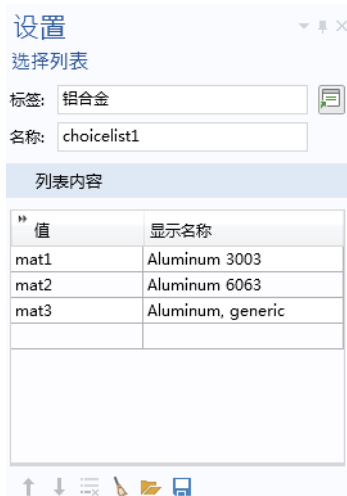 设置
选择列表
标签: 铝合金
名称: choicelist1
列表内容
值 显示名称
mat1 Aluminum 3003
mat2 Aluminum 6063
mat3 Aluminum, generic